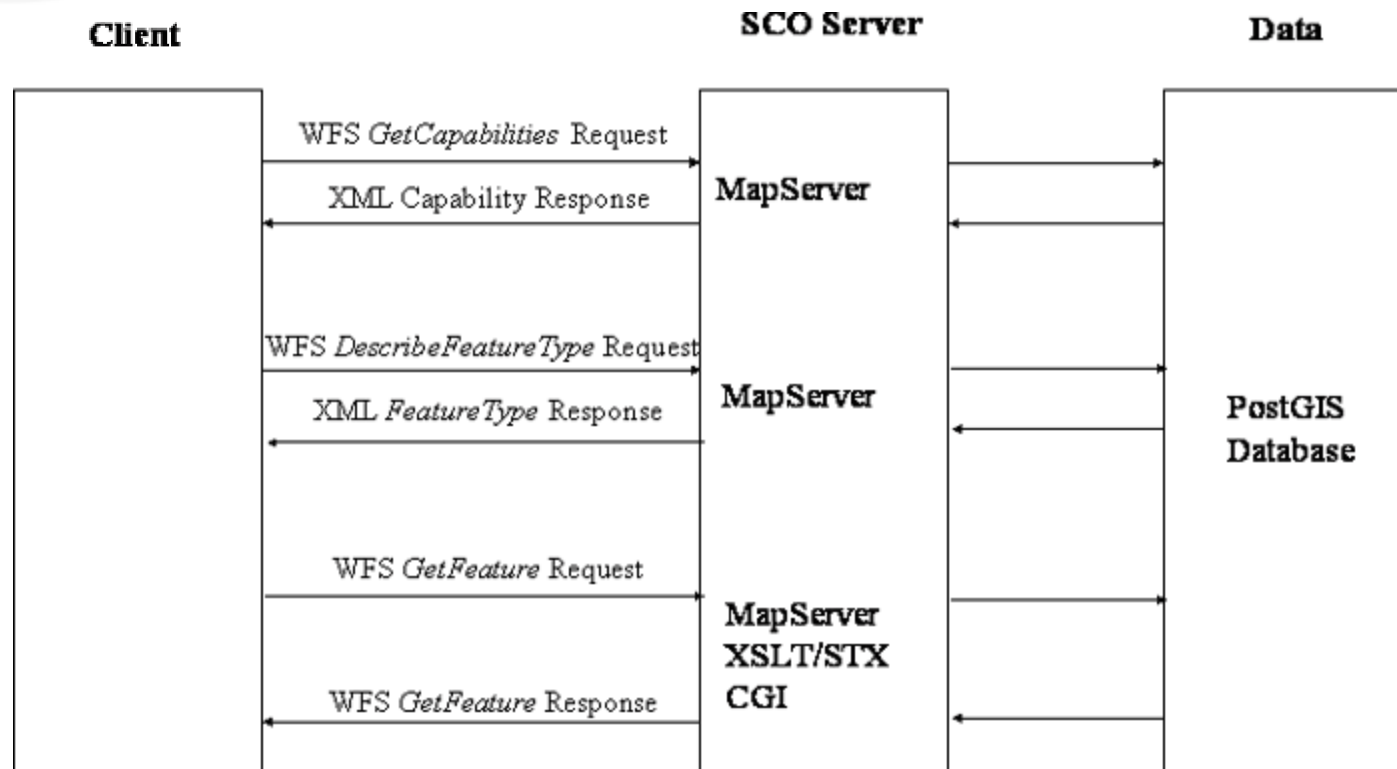 Client
SCO Server
Data
WFS GetCapabilities Request
XML Capability Response
MapServer
WFS DescribeFeatureType Request
XML FeatureType Response
MapServer
PostGIS
Database
WFS GetFeature Request
MapServer
XSLT/STX
CGI
WFS GetFeature Response